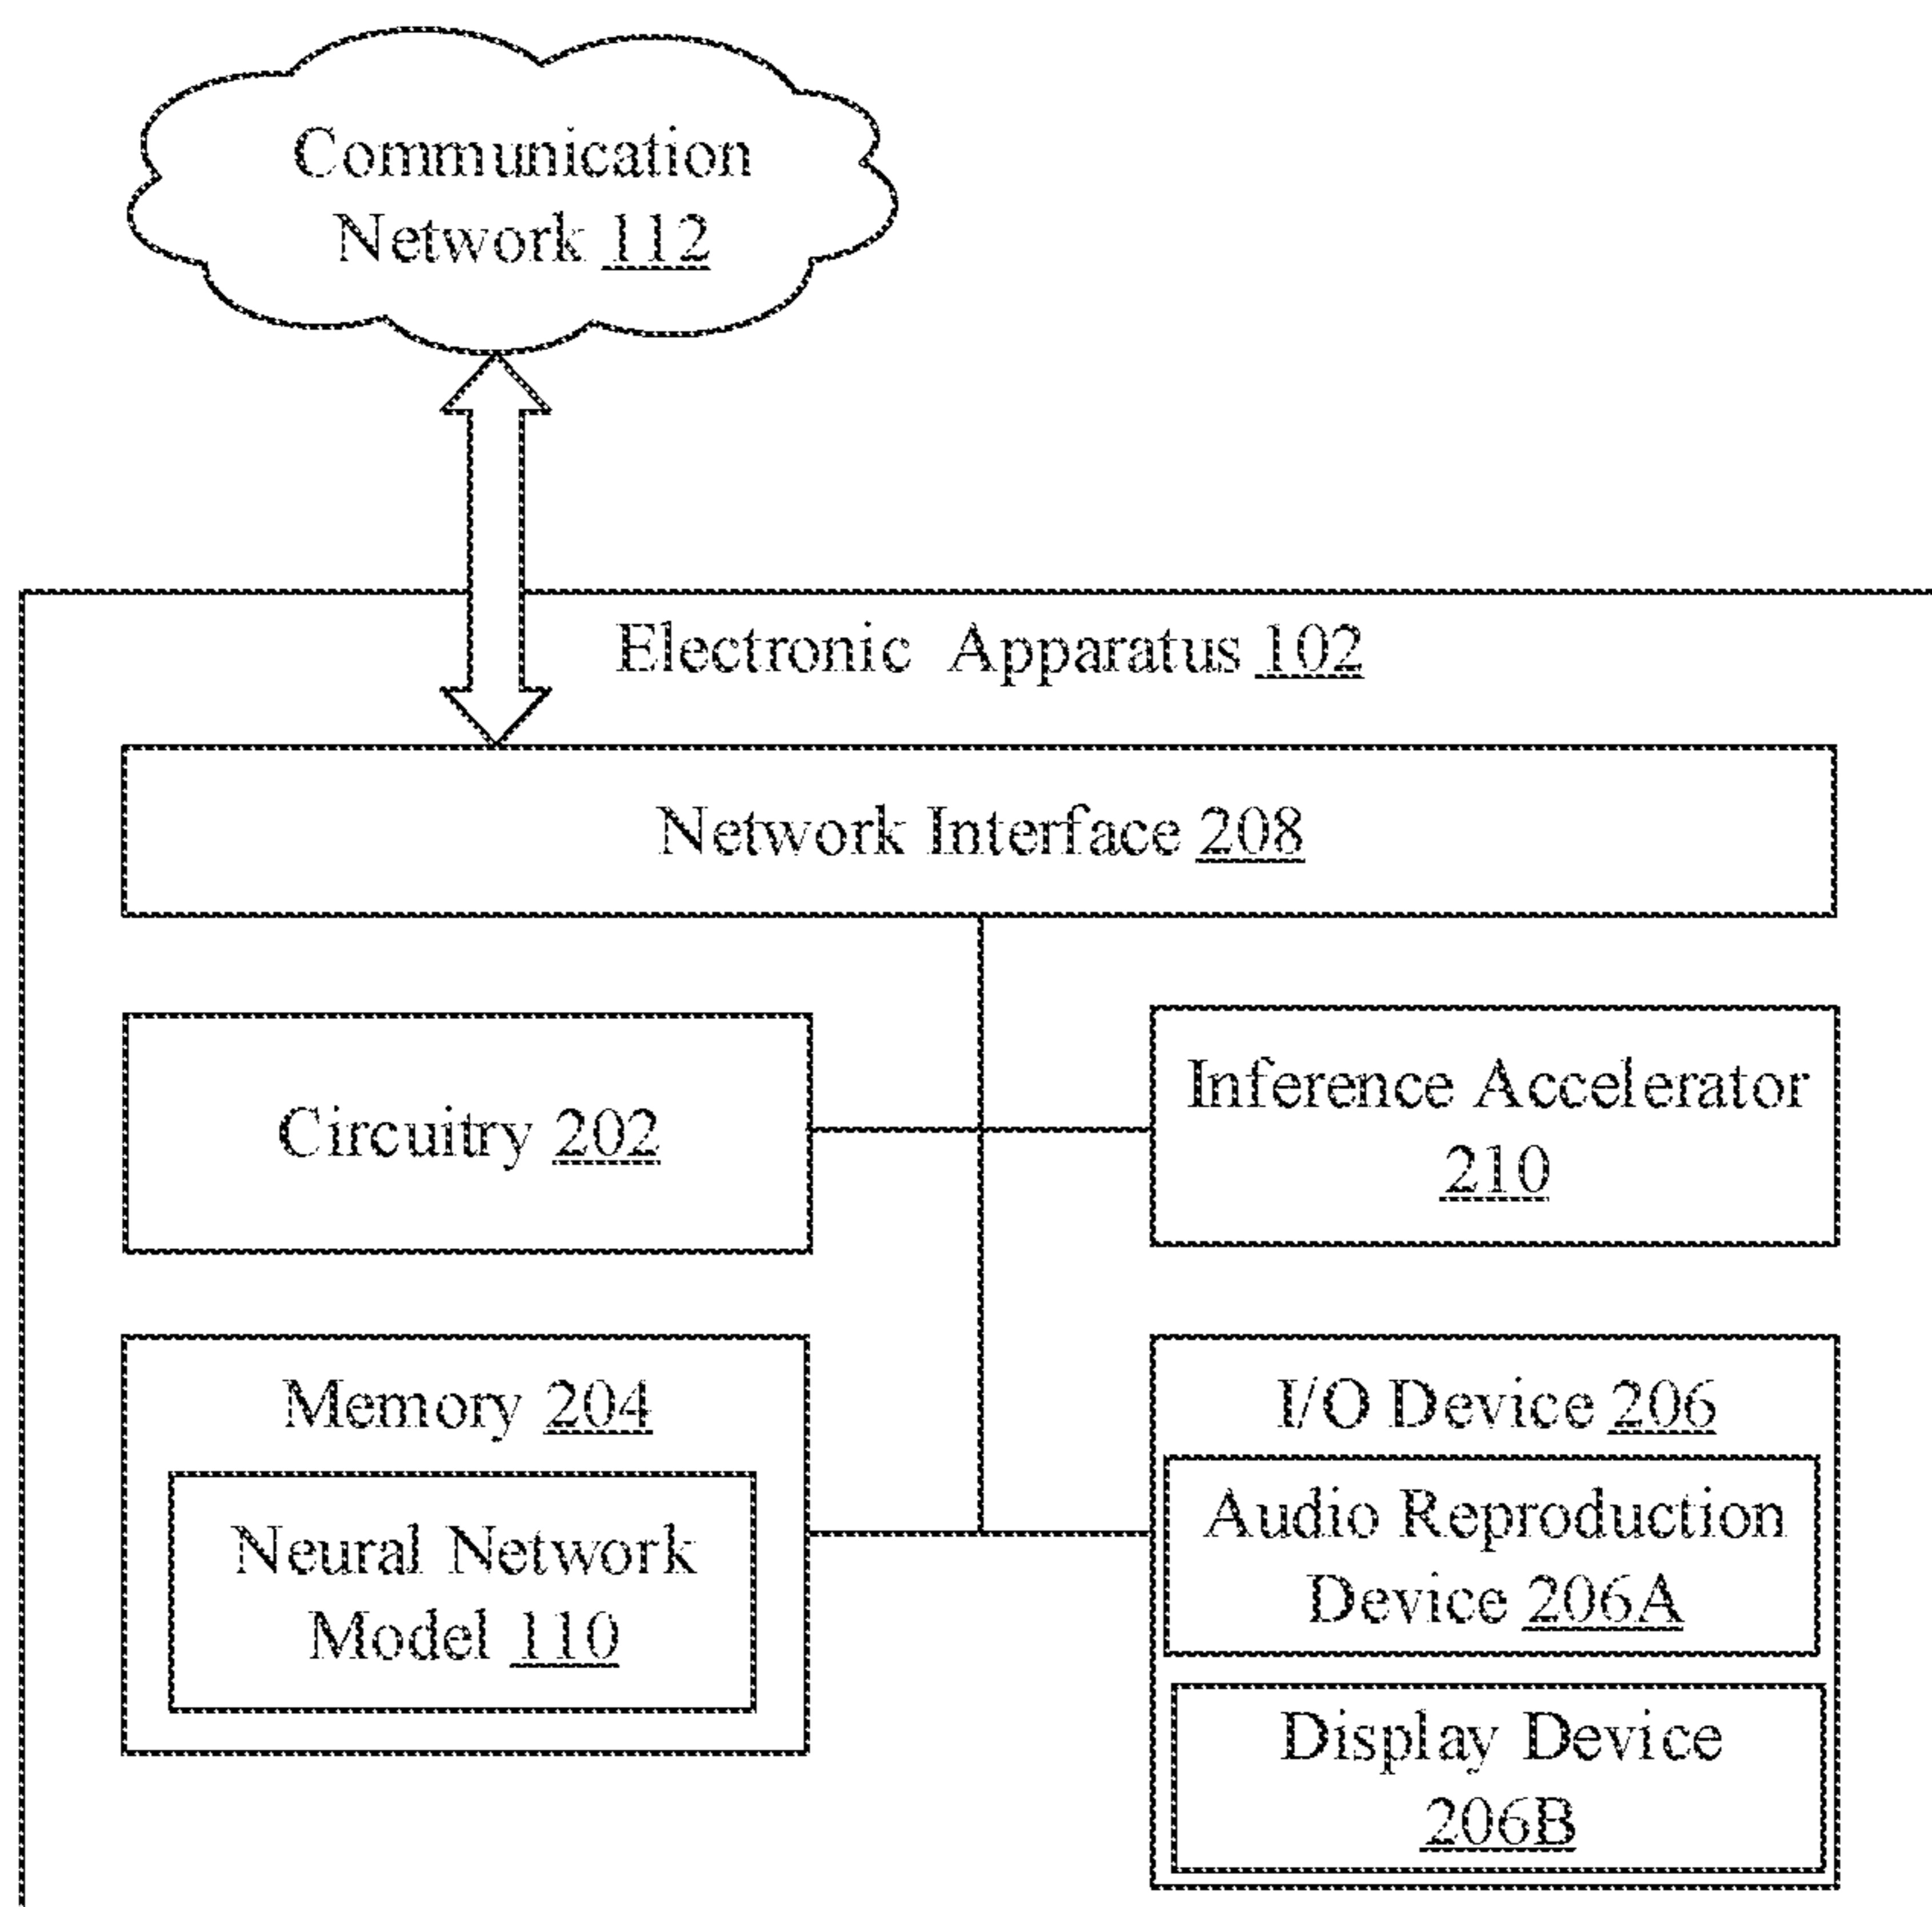 Communication
Network 112
Electronic Apparatus 102
Network Interface 208
Circuitry 202
Inference Accelerator
210
Memory 204
Neural Network
Model 110
I/O Device 206
Audio Reproduction
Device 206A
Display Device
206B